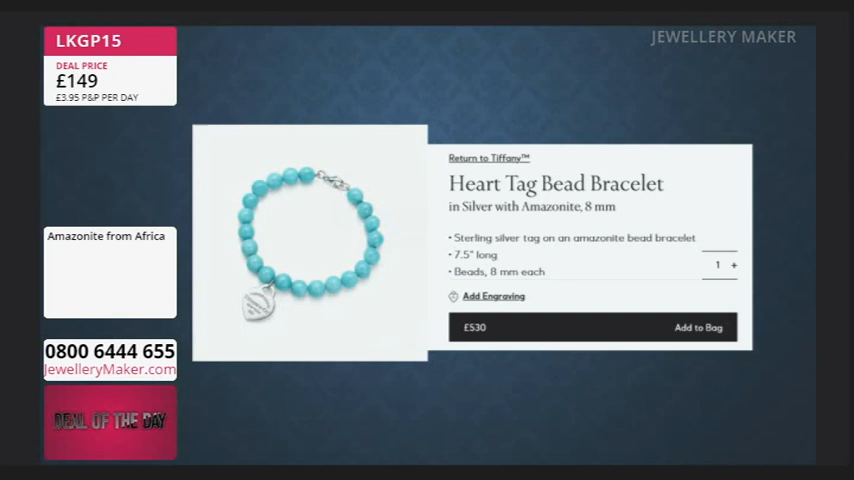 LKGP15
DEAL PRICE
£149
£3.95 P&P PER DAY
JEWELLERY MAKER
Return to Tiffany™
Heart Tag Bead Bracelet
in Silver with Amazonite, 8 mm
• Sterling silver tag on an amazonite bead bracelet
• 7.5" long
• Beads, 8 mm each
1 +
Add Engraving
£530 Add to Bag
Amazonite from Africa
0800 6444 655
JewelleryMaker.com
DEAL OF THE DAY